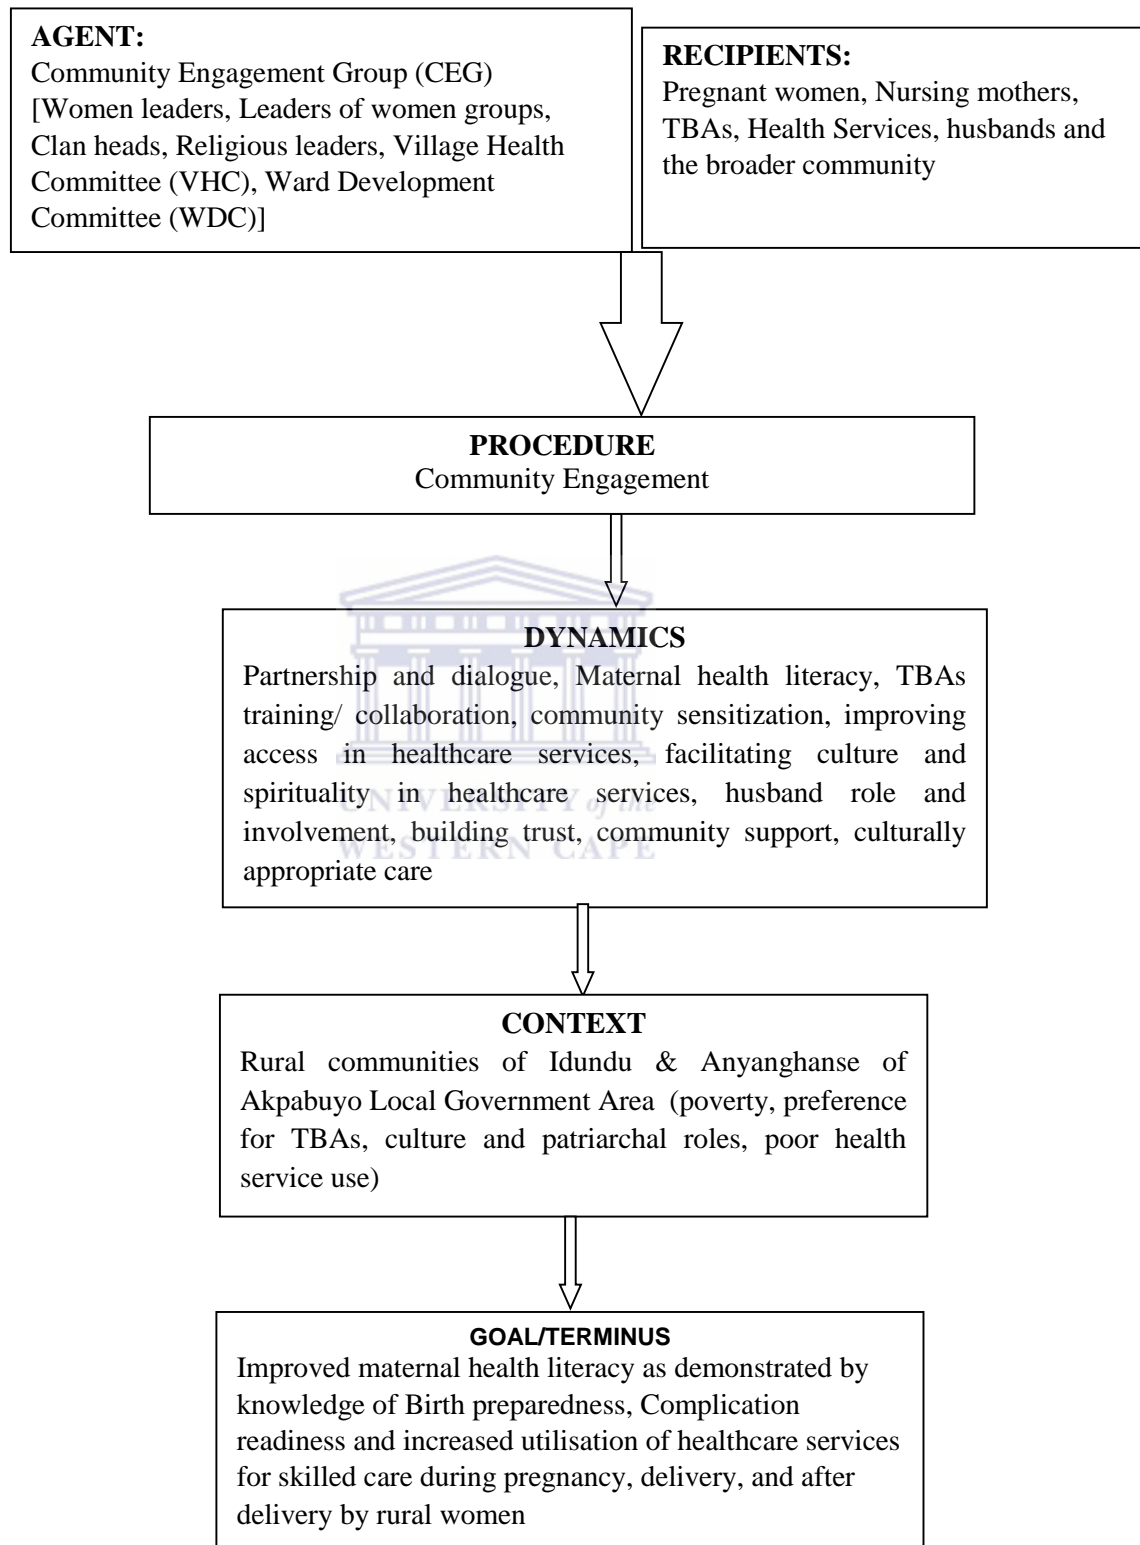 AGENT:
Community Engagement Group (CEG)
[Women leaders, Leaders of women groups,
Clan heads, Religious leaders, Village Health
Committee (VHC), Ward Development
Committee (WDC)]
RECIPIENTS:
Pregnant women, Nursing mothers,
TBAs, Health Services, husbands and
the broader community
PROCEDURE
Community Engagement
DYNAMICS
Partnership and dialogue, Maternal health literacy, TBAs
training/ collaboration, community sensitization, improving
access in healthcare services, facilitating culture and
spirituality in healthcare services, husband role and
involvement, building trust, community support, culturally
appropriate care
UNIVERSITY of the
WESTERN CAPE
CONTEXT
Rural communities of Idundu & Anyanghanse of
Akpabuyo Local Government Area (poverty, preference
for TBAs, culture and patriarchal roles, poor health
service use)
GOAL/TERMINUS
Improved maternal health literacy as demonstrated by
knowledge of Birth preparedness, Complication
readiness and increased utilisation of healthcare services
for skilled care during pregnancy, delivery, and after
delivery by rural women